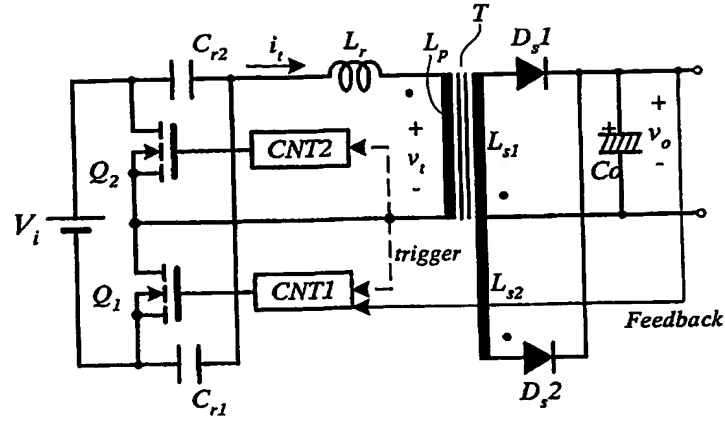 T
C_r2 i_t L_r L_p D_s1
+
CNT2
Q_2
+
v_t
-
L_s1
+
Co
+
v_o
-
V_i
trigger
Q_1
CNT1
L_s2
Feedback
C_r1
D_s2